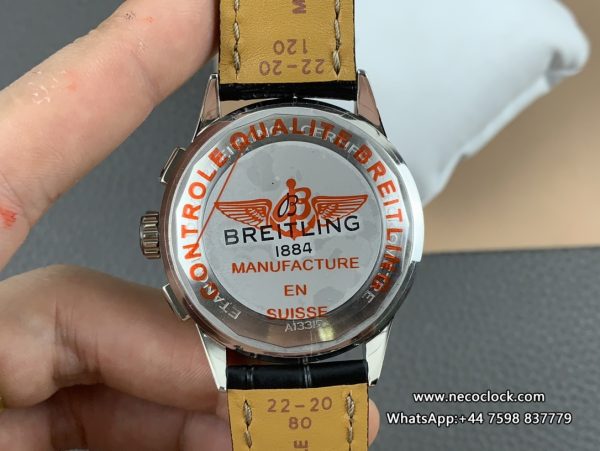 22-20
120
CONTROLE QUALITE BREITLING
B
BREITLING
1884
MANUFACTURE
EN
SUISSE
22-20
80
www.necoclock.com
WhatsApp:+44 7598 837779